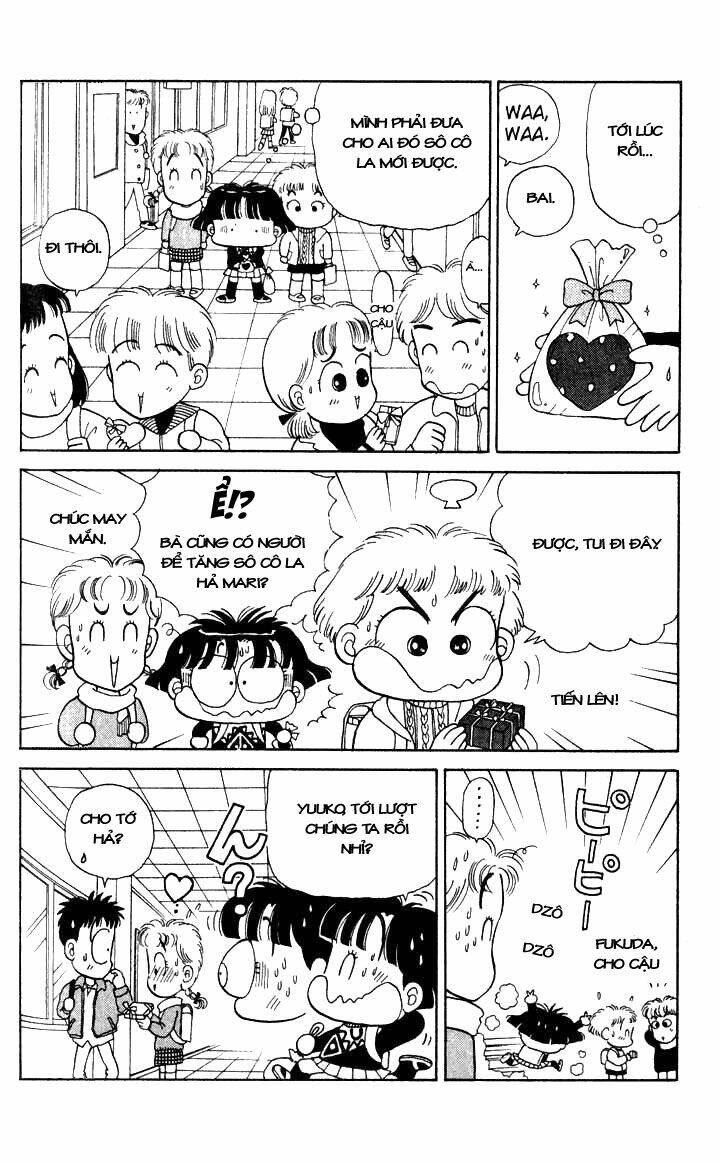 WAA,
WAA.
TỚI LÚC
RỒI...
BAI.
MÌNH PHẢI ĐƯA
CHO AI ĐÓ SÔ CÔ
LA MỚI ĐƯỢC.
ĐI THÔI.
CHO
CẬU
Ầ...
ĐƯỢC, TUI ĐI ĐÂY.
TIẾN LÊN!
Ể!?
BÀ CŨNG CÓ NGƯỜI
ĐỂ TĂNG SÔ CÔ LA
HẢ MARI?
CHÚC MAY
MẮN.
......
ピーピー
DZÔ
DZÔ
FUKUDA,
CHO CẬU
YUUKO, TỚI LƯỢT
CHÚNG TA RỒI
NHỈ?
ん?
CHO TỚ
HẢ?